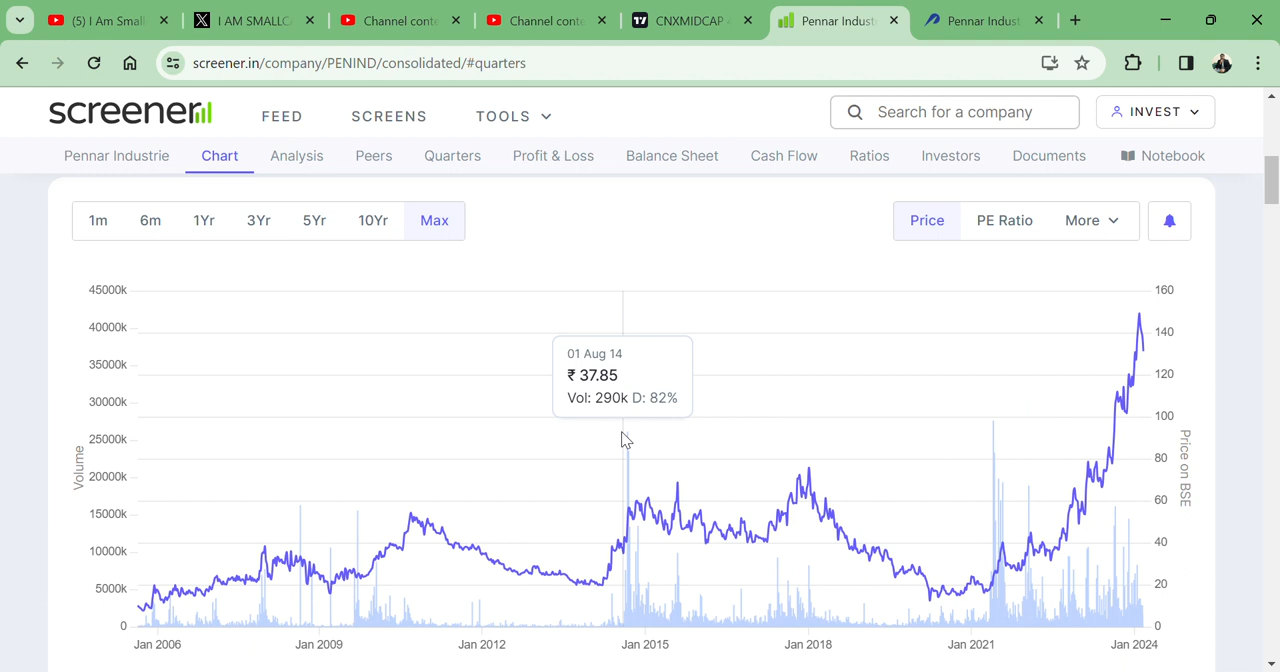 (5) I Am Small
I AM SMALLC
Channel conte
Channel conte
CNXMIDCAP
Pennar Indust
Pennar Indust
screener.in/company/PENIND/consolidated/#quarters
screener
FEED
SCREENS
TOOLS
Search for a company
INVEST
Pennar Industrie
Chart
Analysis
Peers
Quarters
Profit & Loss
Balance Sheet
Cash Flow
Ratios
Investors
Documents
Notebook
1m
6m
1Yr
3Yr
5Yr
10Yr
Max
Price
PE Ratio
More
45000k
40000k
35000k
30000k
25000k
20000k
15000k
10000k
5000k
0
Volume
01 Aug 14
₹ 37.85
Vol: 290k D: 82%
160
140
120
100
80
60
40
20
0
Price on BSE
Jan 2006
Jan 2009
Jan 2012
Jan 2015
Jan 2018
Jan 2021
Jan 2024